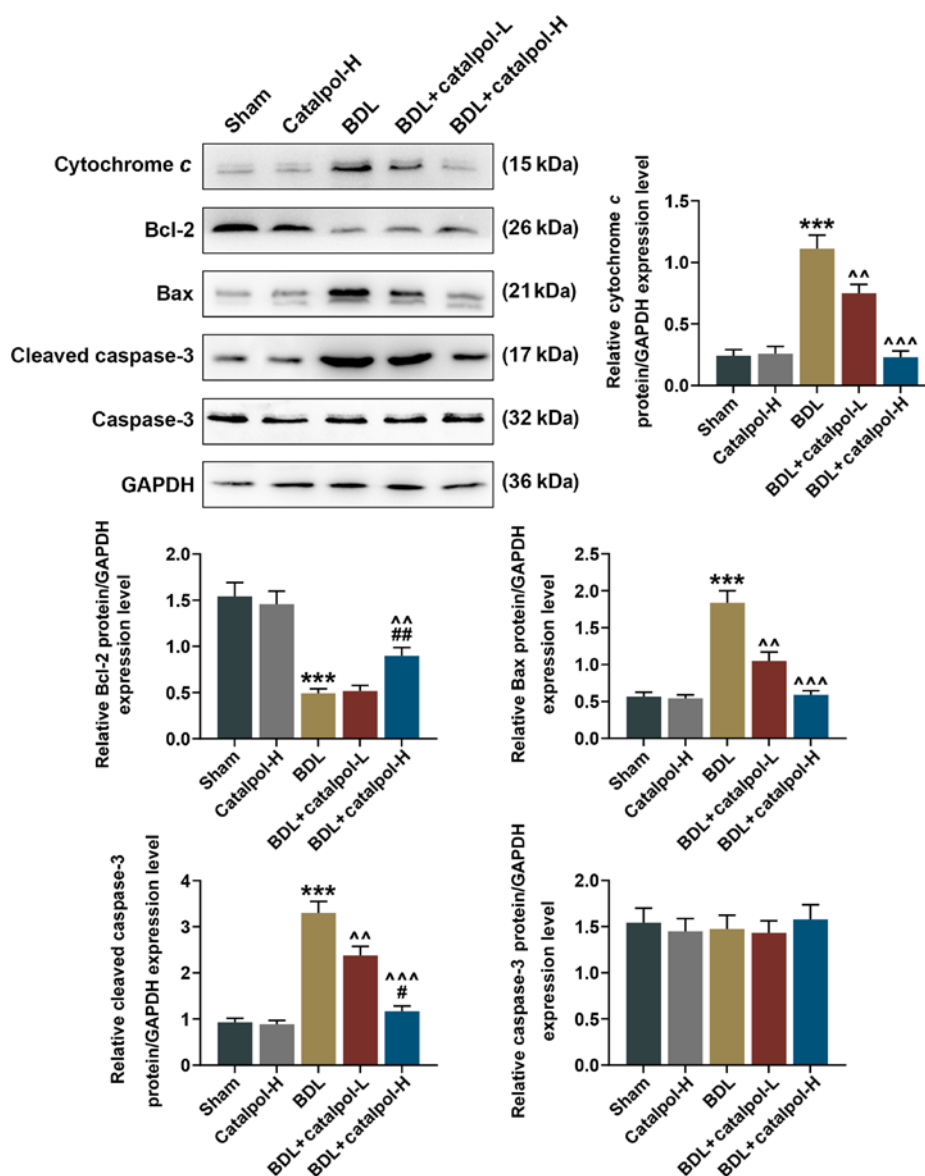 Sham
Catalpol-H
BDL
BDL+catalpol-L
BDL+catalpol-H
Cytochrome c
(15 kDa)
Bcl-2
(26 kDa)
Bax
(21 kDa)
Cleaved caspase-3
(17 kDa)
Caspase-3
(32 kDa)
GAPDH
(36 kDa)
Relative cytochrome c
protein/GAPDH expression level
1.5
1.0
0.5
0.0
***
^^
^^^
Sham
Catalpol-H
BDL
BDL+catalpol-L
BDL+catalpol-H
Relative Bcl-2 protein/GAPDH
expression level
2.0
1.5
1.0
0.5
0.0
***
^^
##
Sham
Catalpol-H
BDL
BDL+catalpol-L
BDL+catalpol-H
Relative Bax protein/GAPDH
expression level
2.5
2.0
1.5
1.0
0.5
0.0
***
^^
^^^
Sham
Catalpol-H
BDL
BDL+catalpol-L
BDL+catalpol-H
Relative cleaved caspase-3
protein/GAPDH expression level
4
3
2
1
0
***
^^
^^^
#
Sham
Catalpol-H
BDL
BDL+catalpol-L
BDL+catalpol-H
Relative caspase-3 protein/GAPDH
expression level
2.0
1.5
1.0
0.5
0.0
Sham
Catalpol-H
BDL
BDL+catalpol-L
BDL+catalpol-H